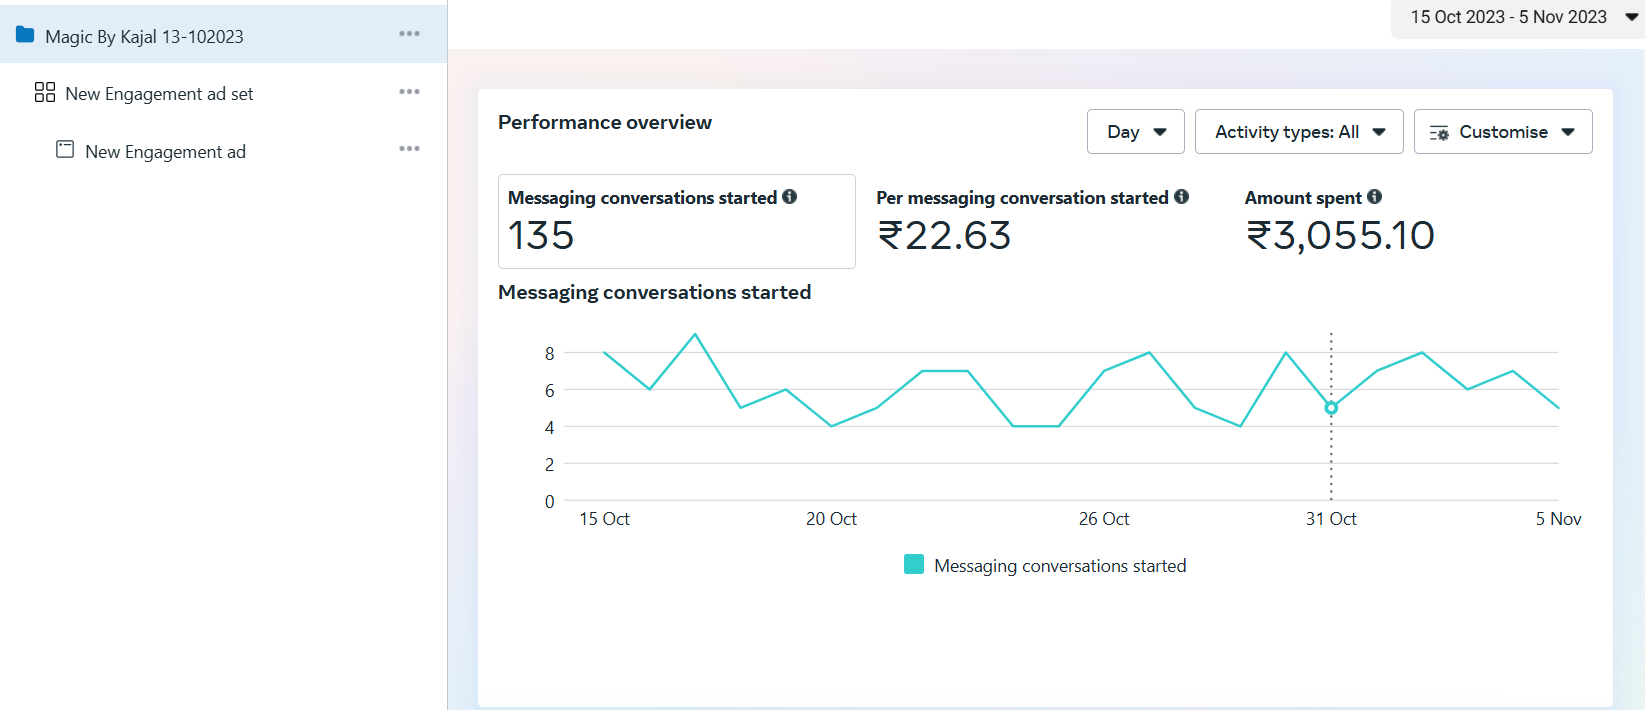 Magic By Kajal 13-102023
New Engagement ad set
New Engagement ad
15 Oct 2023 - 5 Nov 2023
Performance overview
Day
Activity types: All
Customise
Messaging conversations started
135
Per messaging conversation started
₹22.63
Amount spent
₹3,055.10
Messaging conversations started
8
6
4
2
0
15 Oct
20 Oct
26 Oct
31 Oct
5 Nov
Messaging conversations started